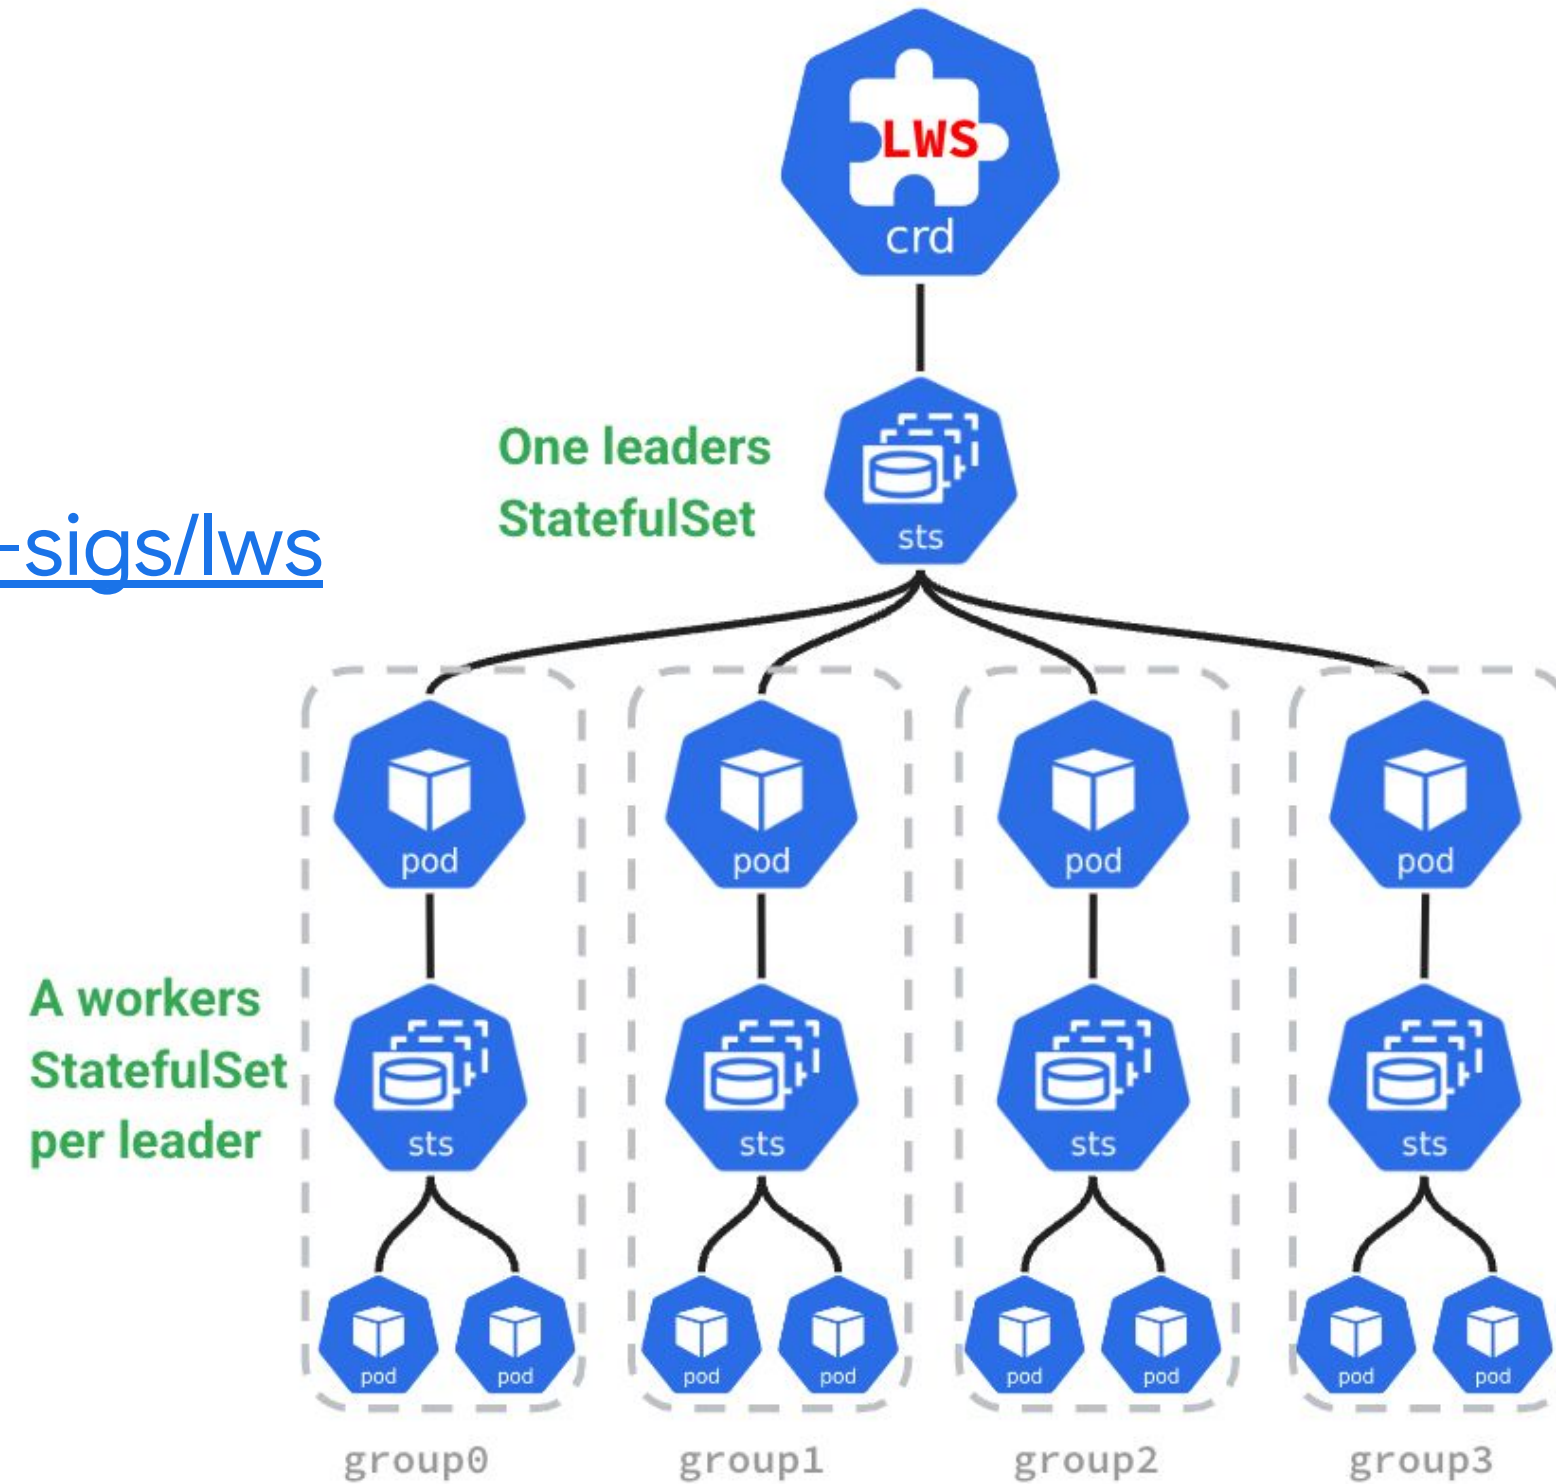 LWS
crd
One leaders
StatefulSet
sts
-sigs/lws
pod
pod
pod
pod
A workers
StatefulSet
per leader
sts
sts
sts
sts
pod
pod
pod
pod
pod
pod
pod
pod
group0
group1
group2
group3